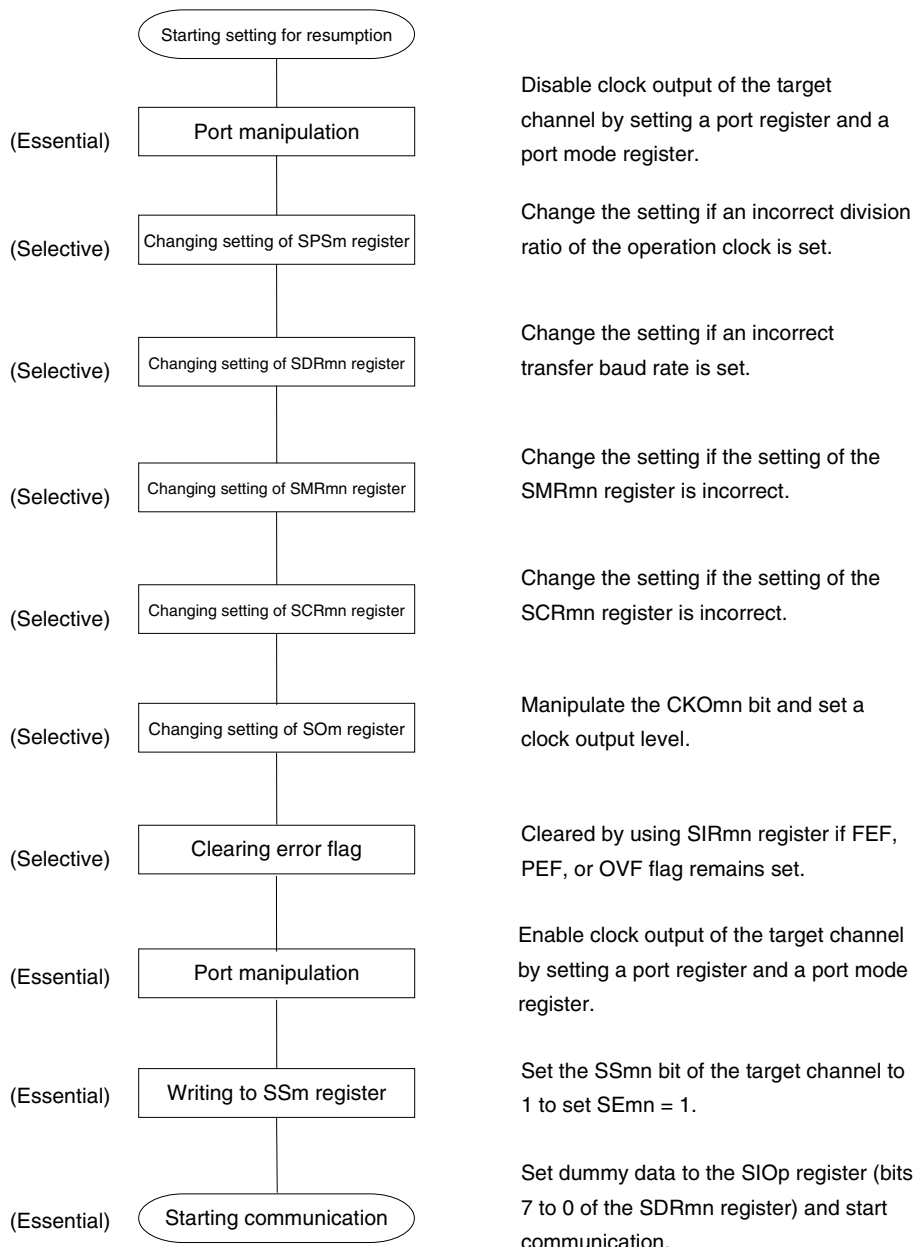 Starting setting for resumption
(Essential)
Port manipulation
Disable clock output of the target
channel by setting a port register and a
port mode register.
(Selective)
Changing setting of SPSm register
Change the setting if an incorrect division
ratio of the operation clock is set.
(Selective)
Changing setting of SDRmn register
Change the setting if an incorrect
transfer baud rate is set.
(Selective)
Changing setting of SMRmn register
Change the setting if the setting of the
SMRmn register is incorrect.
(Selective)
Changing setting of SCRmn register
Change the setting if the setting of the
SCRmn register is incorrect.
(Selective)
Changing setting of SOm register
Manipulate the CKOmn bit and set a
clock output level.
(Selective)
Clearing error flag
Cleared by using SIRmn register if FEF,
PEF, or OVF flag remains set.
(Essential)
Port manipulation
Enable clock output of the target channel
by setting a port register and a port mode
register.
(Essential)
Writing to SSm register
Set the SSmn bit of the target channel to
1 to set SEmn = 1.
(Essential)
Starting communication
Set dummy data to the SIOp register (bits
7 to 0 of the SDRmn register) and start
communication.